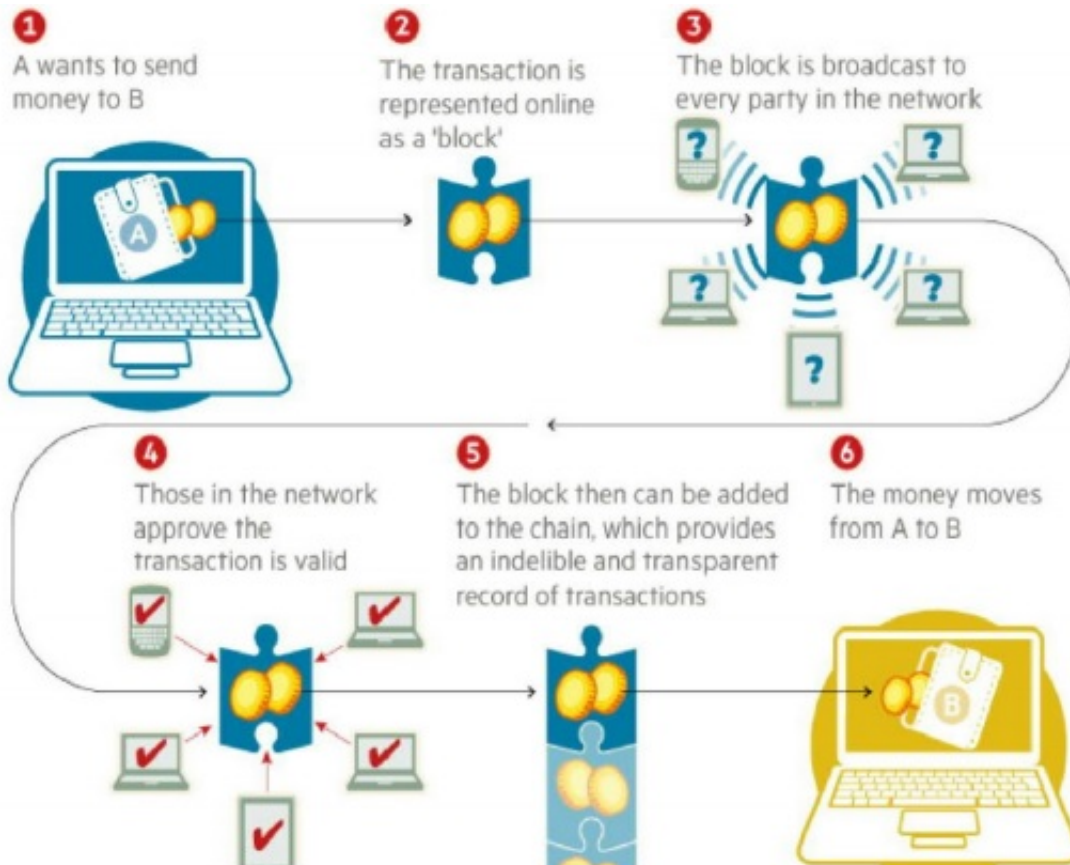 1
A wants to send
money to B
A
2
The transaction is
represented online
as a 'block'
3
The block is broadcast to
every party in the network
?
?
?
?
?
4
Those in the network
approve the
transaction is valid
5
The block then can be added
to the chain, which provides
an indelible and transparent
record of transactions
6
The money moves
from A to B
B